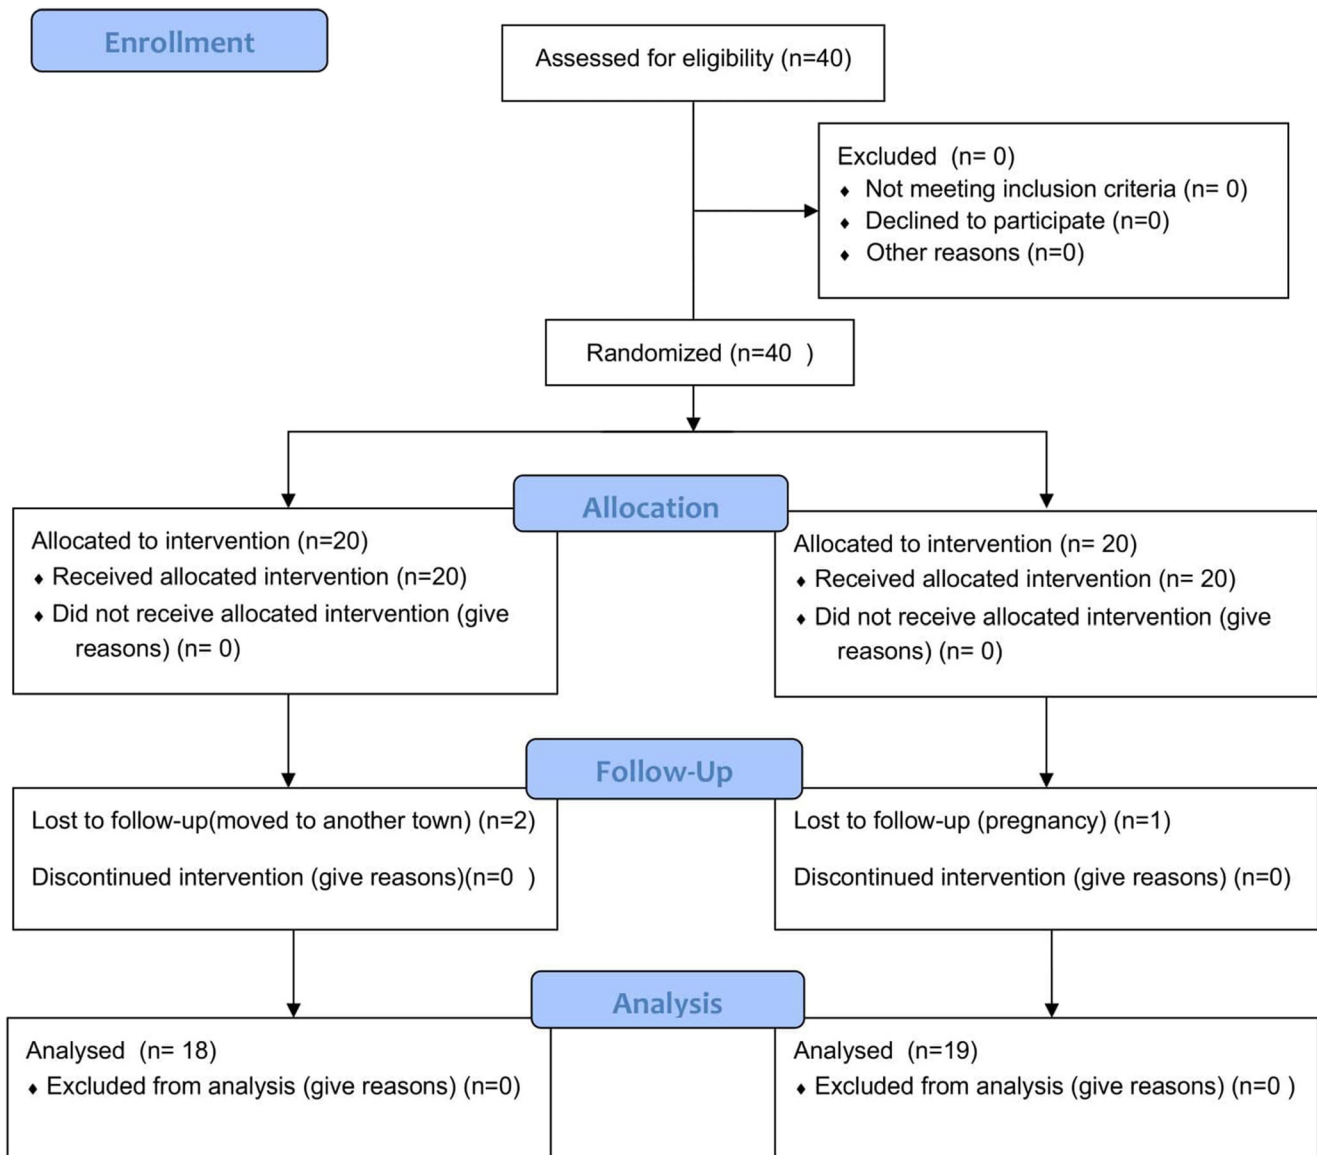 Enrollment
Assessed for eligibility (n=40)
Excluded  (n= 0)
♦ Not meeting inclusion criteria (n= 0)
♦ Declined to participate (n=0)
♦ Other reasons (n=0)
Randomized (n=40  )
Allocation
Allocated to intervention (n=20)
♦ Received allocated intervention (n=20)
♦ Did not receive allocated intervention (give
reasons) (n= 0)
Allocated to intervention (n= 20)
♦ Received allocated intervention (n= 20)
♦ Did not receive allocated intervention (give
reasons) (n= 0)
Follow-Up
Lost to follow-up(moved to another town) (n=2)
Discontinued intervention (give reasons)(n=0  )
Lost to follow-up (pregnancy) (n=1)
Discontinued intervention (give reasons) (n=0)
Analysis
Analysed  (n= 18)
♦ Excluded from analysis (give reasons) (n=0)
Analysed  (n=19)
♦ Excluded from analysis (give reasons) (n=0 )